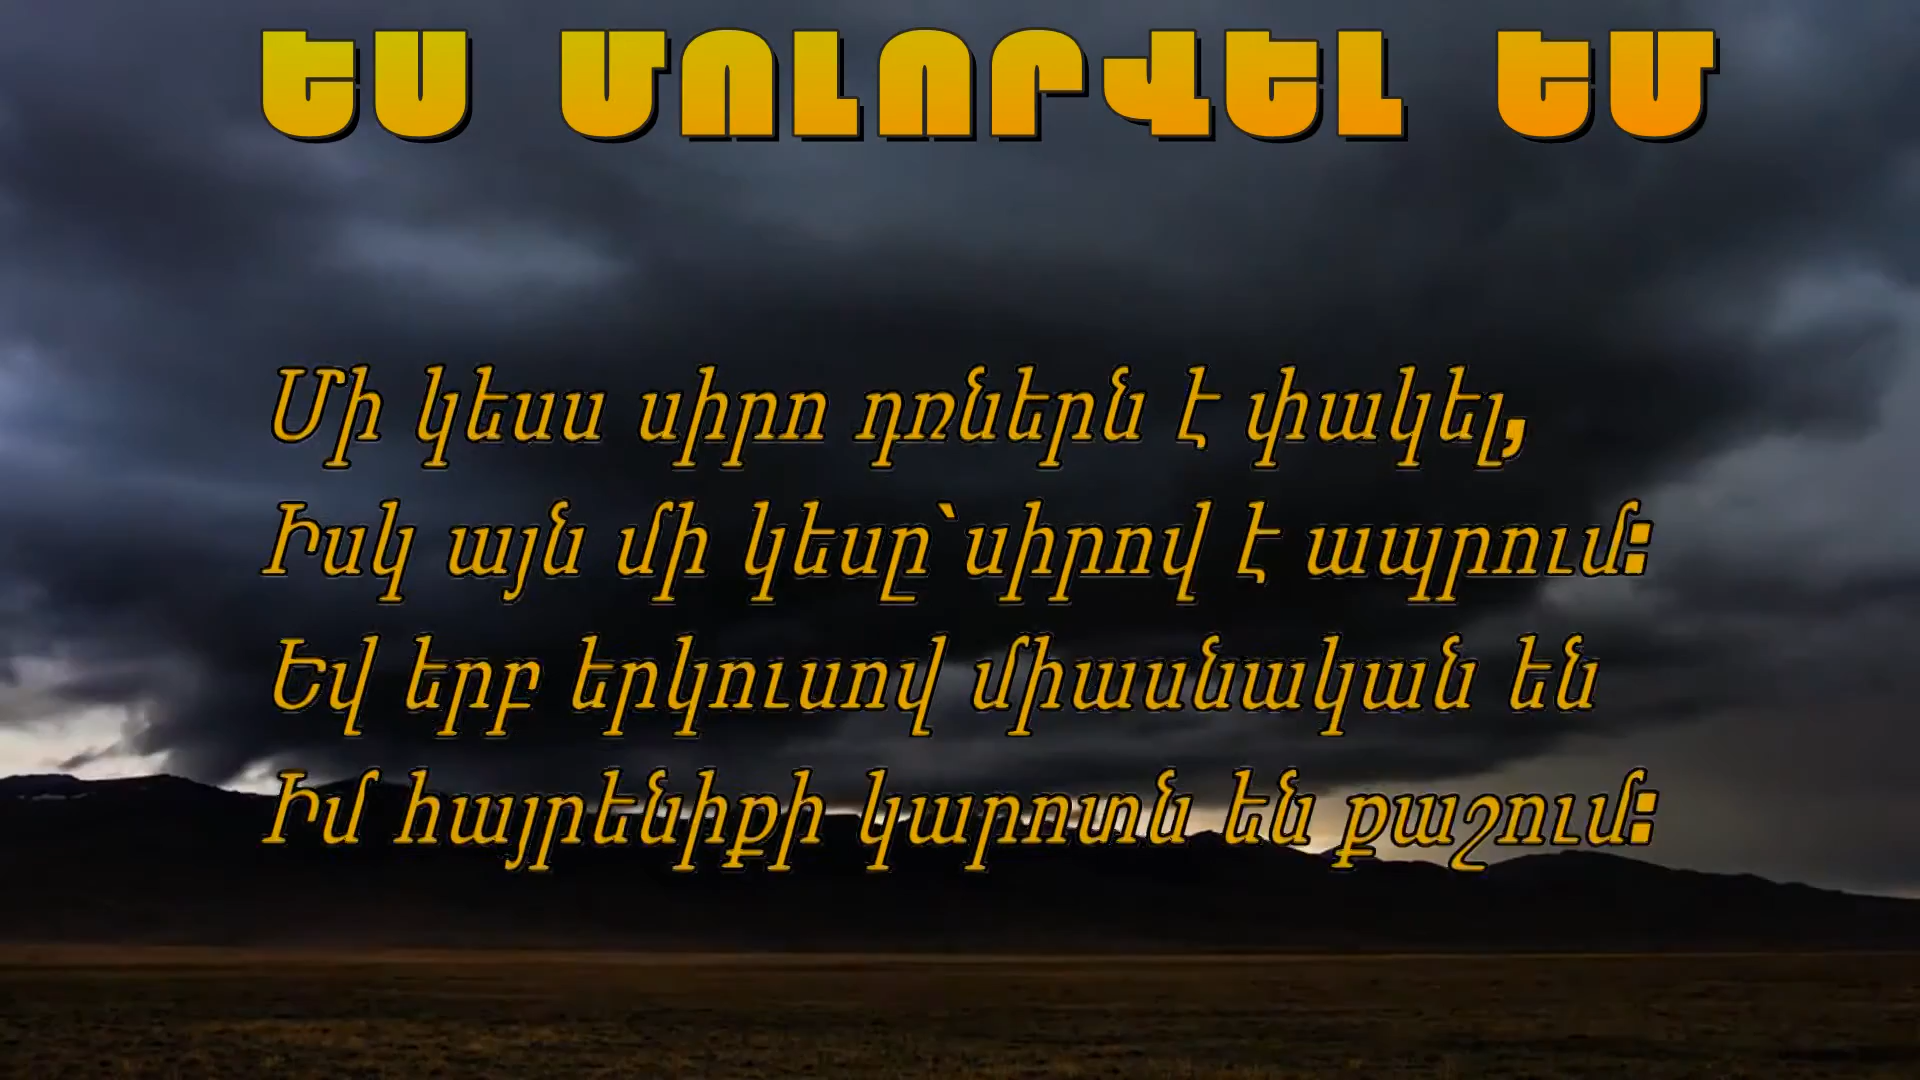 ԵՍ ՄՈԼՈՐՎԵԼ ԵՄ
Մի կեսս սիրո դռներն է փակել,
Իսկ այն մի կեսը՝սիրով է ապրում:
Եվ երբ երկուսով միասնական են
Իմ հայրենիքի կարոտն են քաշում: